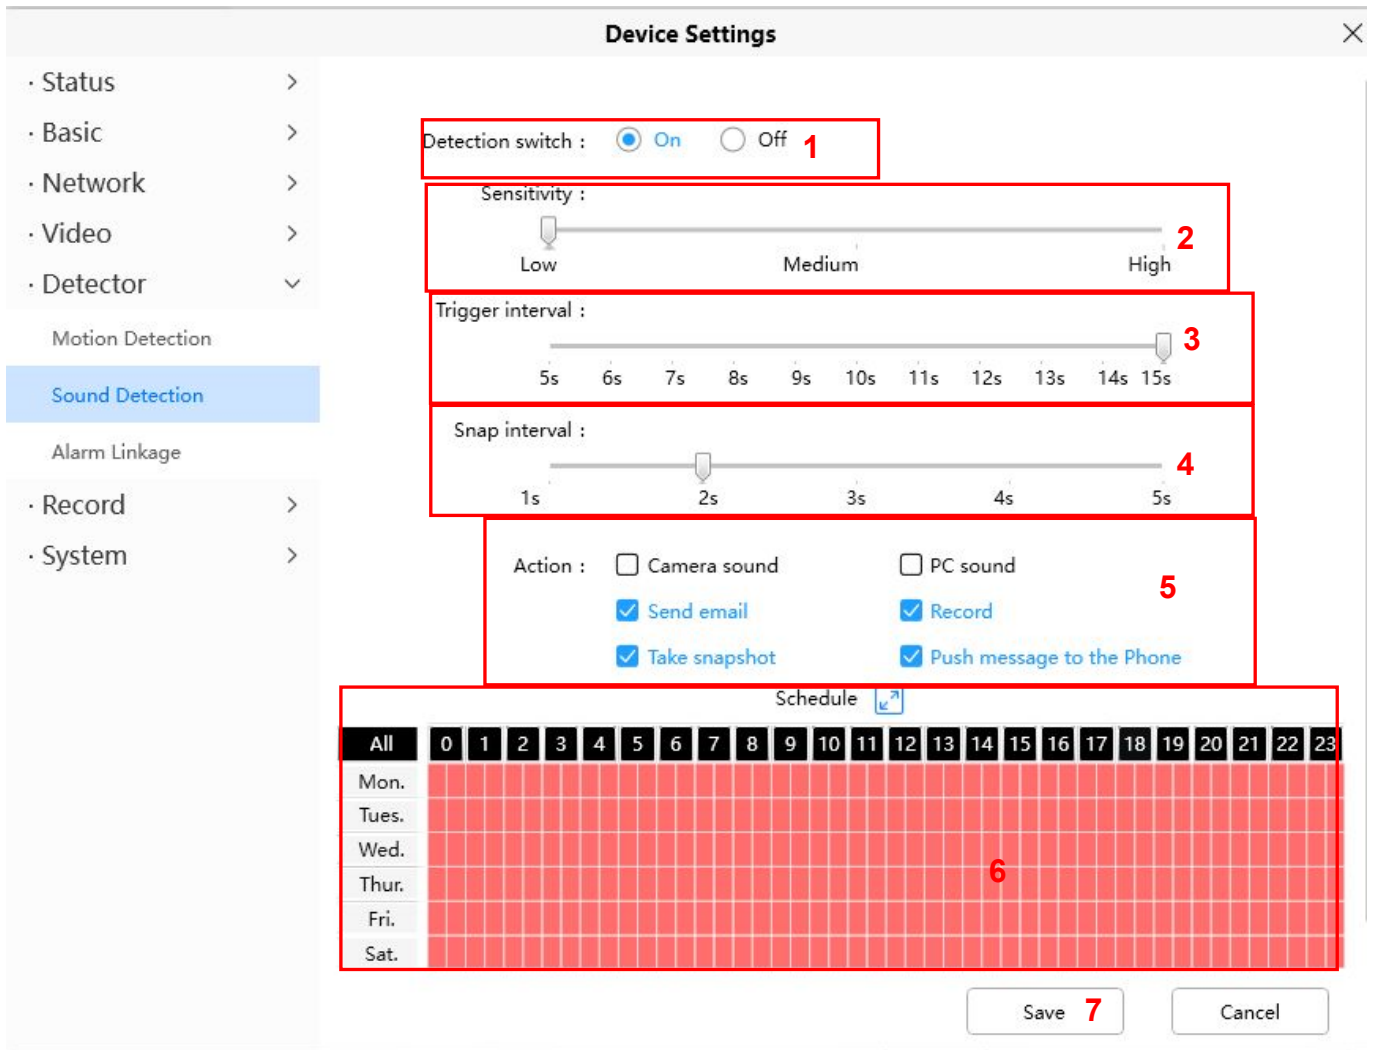 Device Settings
· Status
· Basic
· Network
· Video
· Detector
Motion Detection
Sound Detection
Alarm Linkage
· Record
· System
Detection switch : On Off 1
Sensitivity :
2
Low Medium High
Trigger interval :
3
5s 6s 7s 8s 9s 10s 11s 12s 13s 14s 15s
Snap interval :
4
1s 2s 3s 4s 5s
Action : Camera sound PC sound
5
Send email Record
Take snapshot Push message to the Phone
Schedule
All 0 1 2 3 4 5 6 7 8 9 10 11 12 13 14 15 16 17 18 19 20 21 22 23
Mon.
Tues.
Wed.
6
Thur.
Fri.
Sat.
Save 7 Cancel